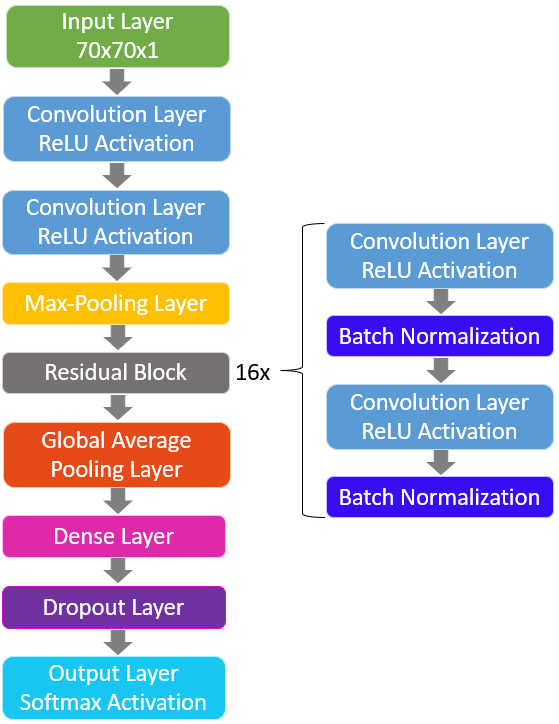 Input Layer
70x70x1
Convolution Layer
ReLU Activation
Convolution Layer
ReLU Activation
Max-Pooling Layer
Residual Block
16x
Global Average
Pooling Layer
Dense Layer
Dropout Layer
Output Layer
Softmax Activation
Convolution Layer
ReLU Activation
Batch Normalization
Convolution Layer
ReLU Activation
Batch Normalization